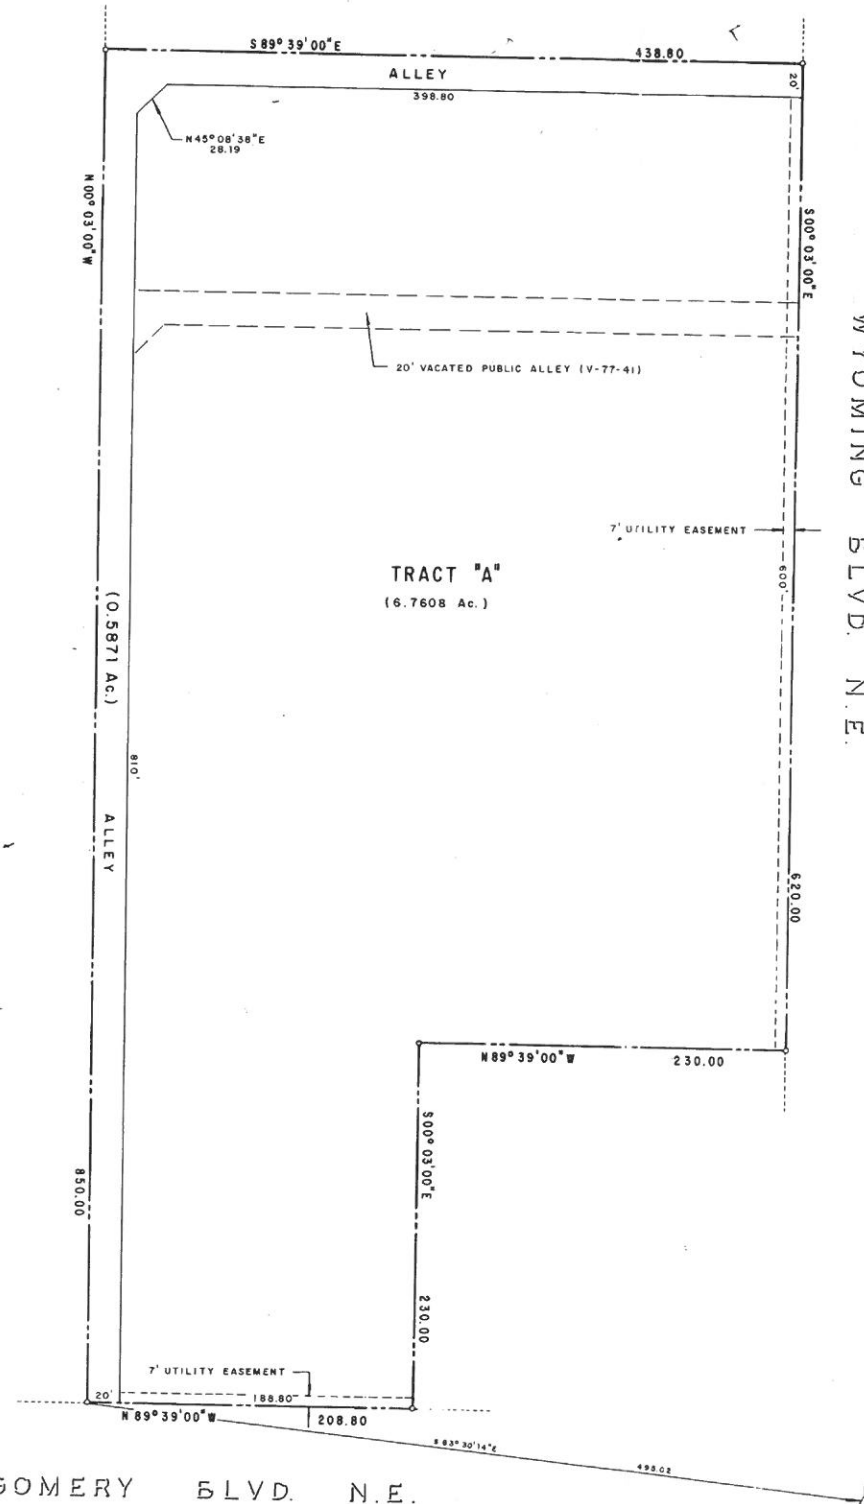 S 89° 39' 00" E
438.80
ALLEY
20'
398.80
N 45° 08' 38" E
28.19
N 00° 03' 00" W
S 00° 03' 00" E
20' VACATED PUBLIC ALLEY (V-77-41)
WYOMING BLVD. N.E.
7' UTILITY EASEMENT
600'
TRACT "A"
(6.7608 Ac.)
(0.5871 Ac.)
810'
ALLEY
620.00
N 89° 39' 00" W
230.00
S 00° 03' 00" E
850.00
230.00
7' UTILITY EASEMENT
20'
188.80
N 89° 39' 00" W
208.80
498.02
GOMERY BLVD. N.E.